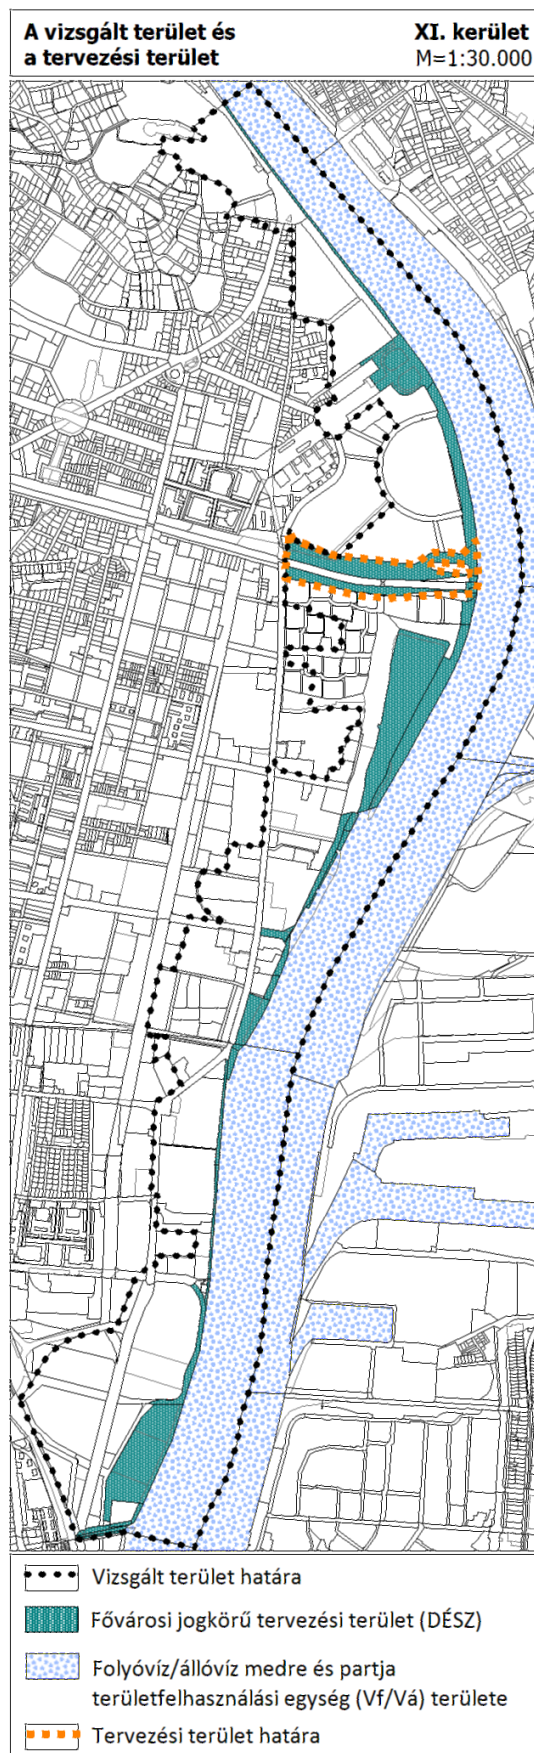 A vizsgált terület és
a tervezési terület
XI. kerület
M=1:30.000
Vizsgált terület határa
Fővárosi jogkörű tervezési terület (DÉSZ)
Folyóvíz/állóvíz medre és partja
területfelhasználási egység (Vf/Vá) területe
Tervezési terület határa